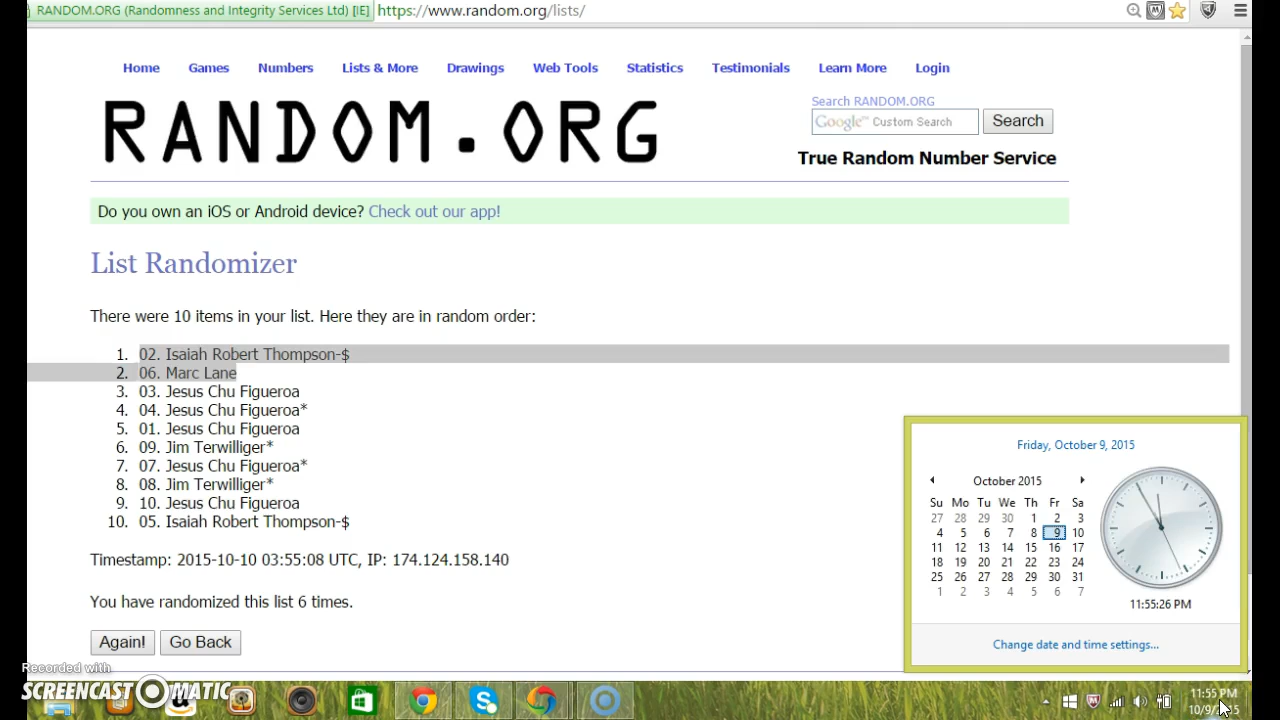 RANDOM.ORG (Randomness and Integrity Services Ltd) [IE] https://www.random.org/lists/
Home Games Numbers Lists & More Drawings Web Tools Statistics Testimonials Learn More Login
RANDOM.ORG
Search RANDOM.ORG
Google™ Custom Search Search
True Random Number Service
Do you own an iOS or Android device? Check out our app!
List Randomizer
There were 10 items in your list. Here they are in random order:
1. 02. Isaiah Robert Thompson-$
2. 06. Marc Lane
3. 03. Jesus Chu Figueroa
4. 04. Jesus Chu Figueroa*
5. 01. Jesus Chu Figueroa
6. 09. Jim Terwilliger*
7. 07. Jesus Chu Figueroa*
8. 08. Jim Terwilliger*
9. 10. Jesus Chu Figueroa
10. 05. Isaiah Robert Thompson-$
Timestamp: 2015-10-10 03:55:08 UTC, IP: 174.124.158.140
You have randomized this list 6 times.
Again! Go Back
Friday, October 9, 2015
October 2015
Su Mo Tu We Th Fr Sa
27 28 29 30 1 2 3
4 5 6 7 8 9 10
11 12 13 14 15 16 17
18 19 20 21 22 23 24
25 26 27 28 29 30 31
1 2 3 4 5 6 7
11:55:26 PM
Change date and time settings...
Recorded with
SCREENCAST MATIC
11:55 PM
10/9/2015